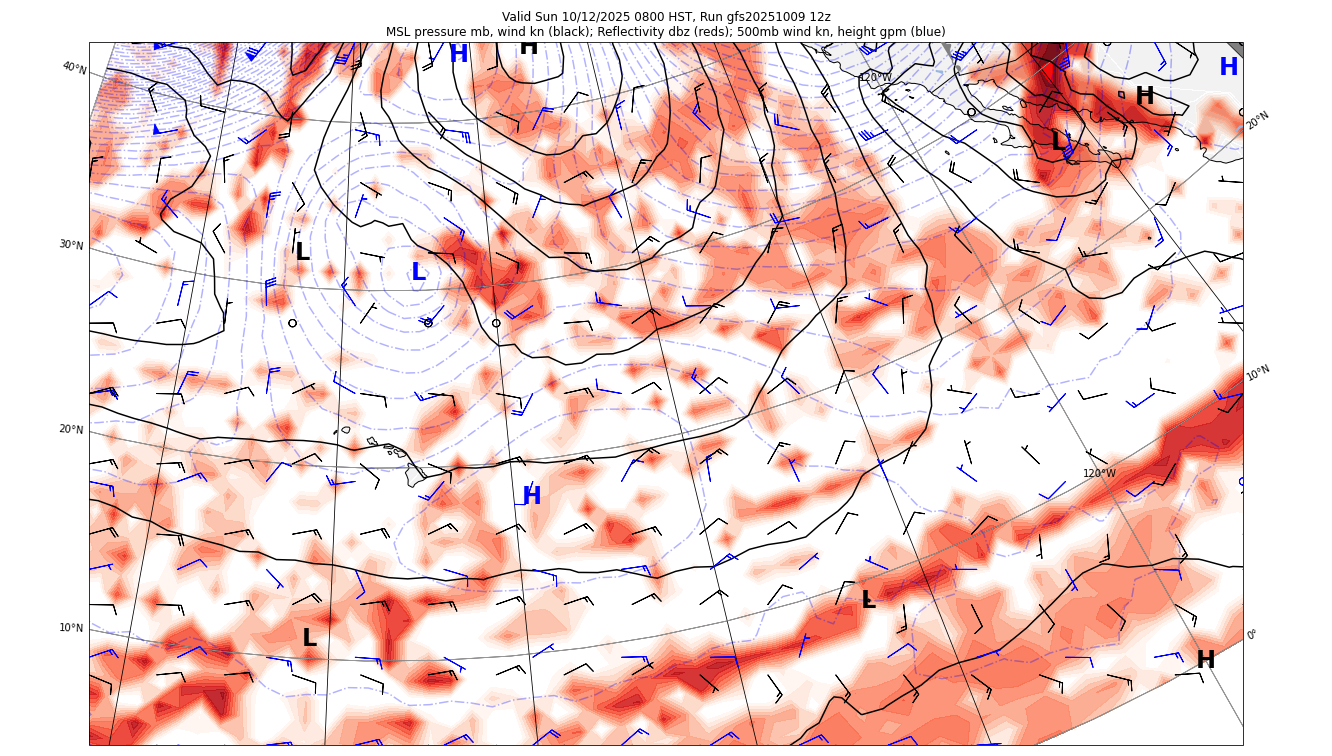 Valid Sun 10/12/2025 0800 HST, Run gfs20251009 12z
MSL pressure mb, wind kn (black); Reflectivity dbz (reds); 500mb wind kn, height gpm (blue)
H
H
40°N
120°W
H
H
20°N
L
30°N
L
L
10°N
20°N
120°W
H
L
10°N
L
0°
H